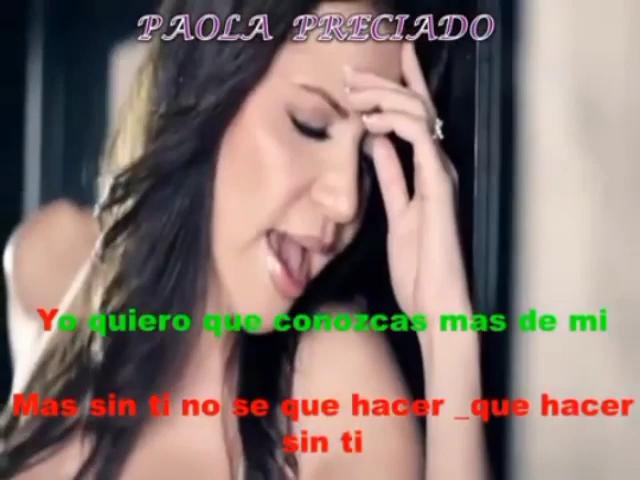 PAOLA PRECIADO
Yo quiero que conozcas mas de mi
Mas sin ti no se que hacer _que hacer
sin ti